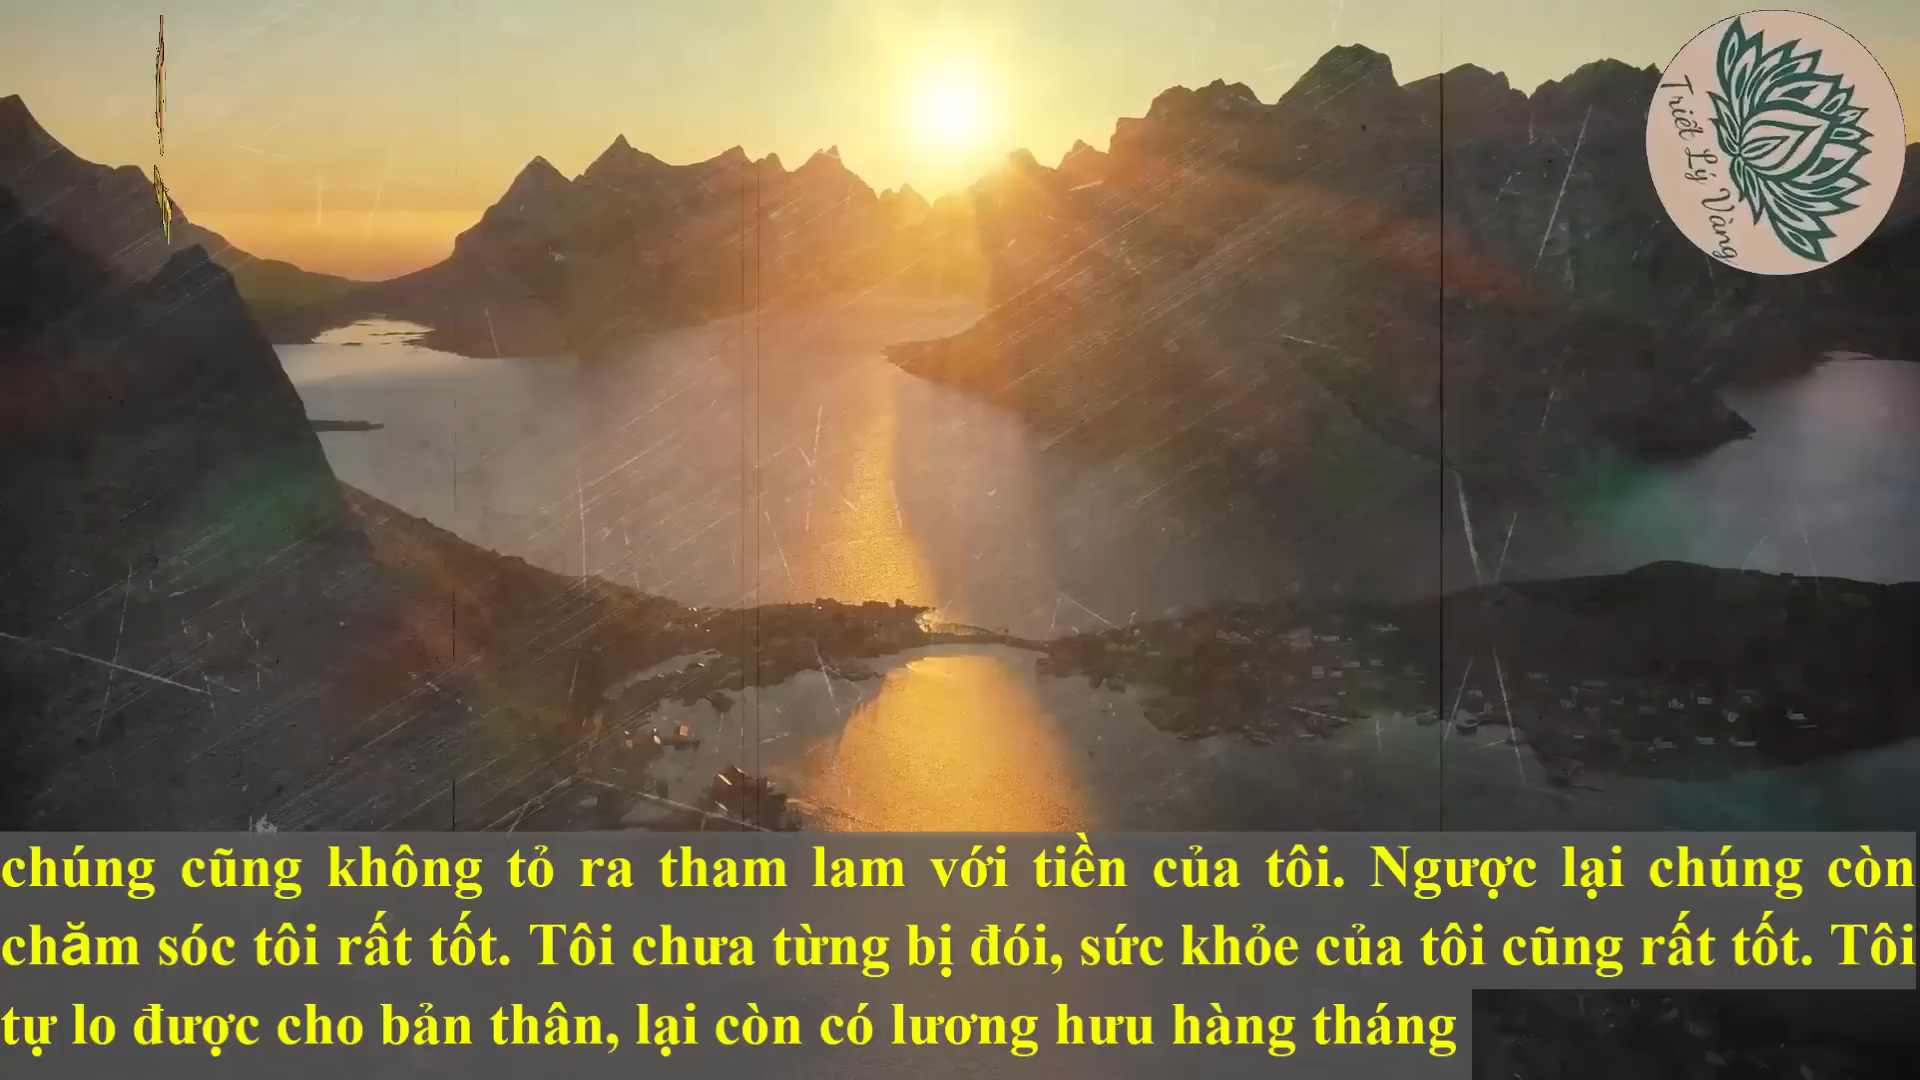 Triết Lý Vàng
chúng cũng không tỏ ra tham lam với tiền của tôi. Ngược lại chúng còn
chăm sóc tôi rất tốt. Tôi chưa từng bị đói, sức khỏe của tôi cũng rất tốt. Tôi
tự lo được cho bản thân, lại còn có lương hưu hàng tháng